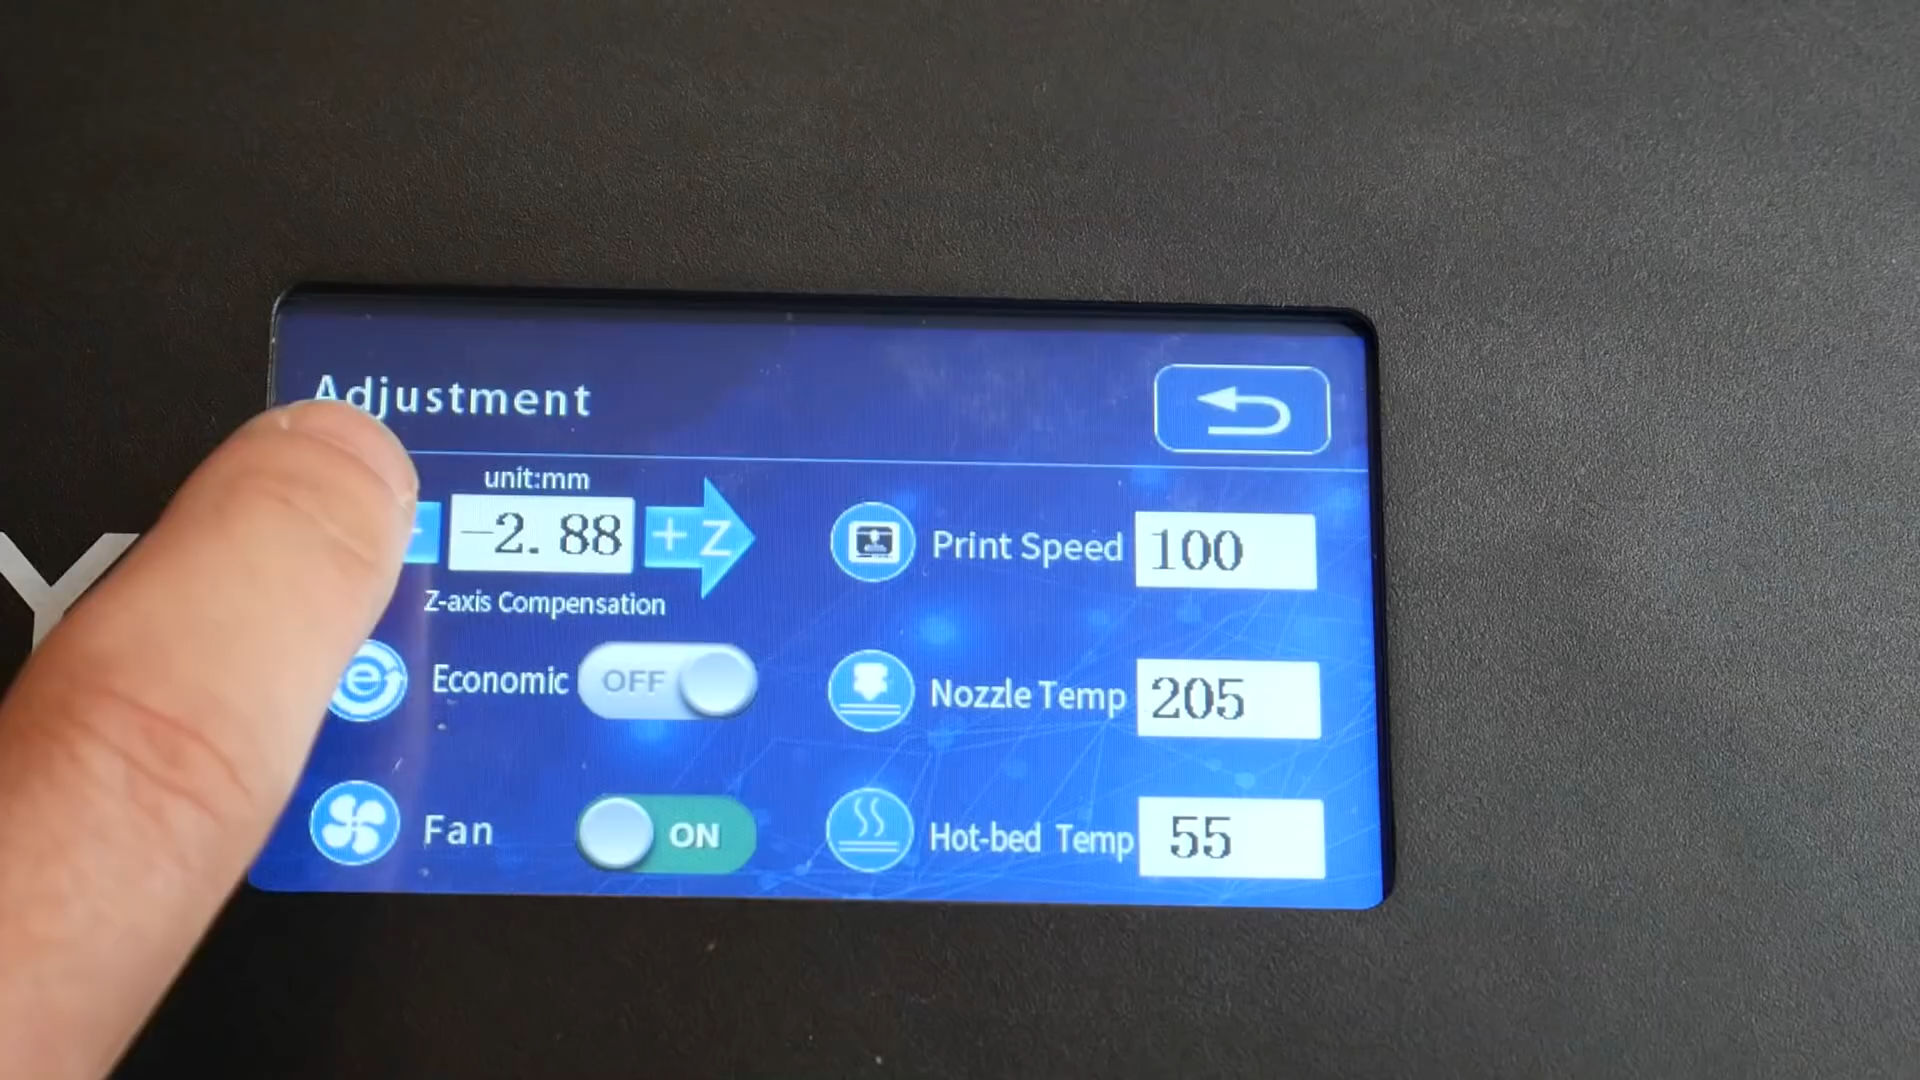 Adjustment
unit:mm
-2.88
+Z
Z-axis Compensation
Print Speed 100
e Economic OFF
Nozzle Temp 205
Fan ON
Hot-bed Temp 55
Y